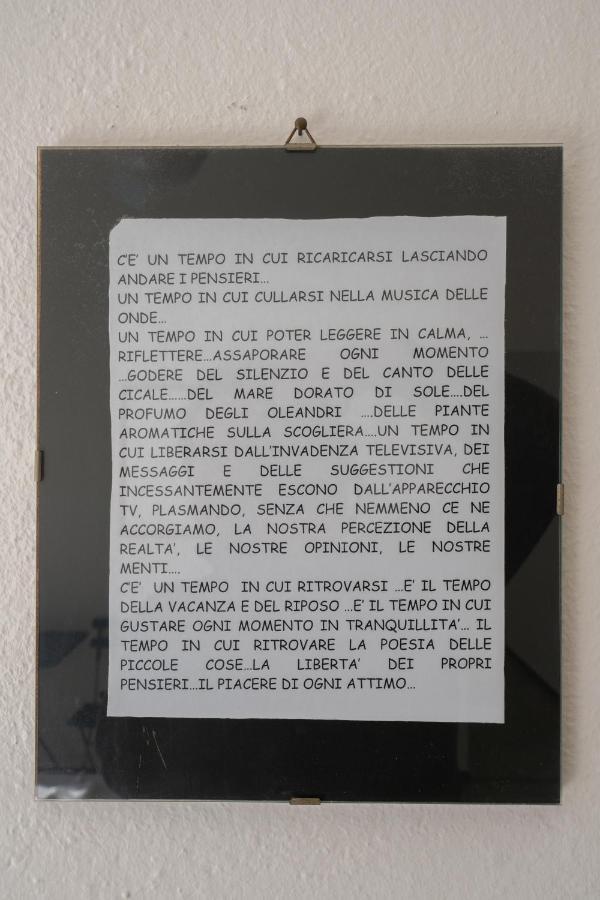 C'E' UN TEMPO IN CUI RICARICARSI LASCIANDO
ANDARE I PENSIERI...
UN TEMPO IN CUI CULLARSI NELLA MUSICA DELLE
ONDE...
UN TEMPO IN CUI POTER LEGGERE IN CALMA, ...
RIFLETTERE...ASSAPORARE OGNI MOMENTO
...GODERE DEL SILENZIO E DEL CANTO DELLE
CICALE......DEL MARE DORATO DI SOLE....DEL
PROFUMO DEGLI OLEANDRI ....DELLE PIANTE
AROMATICHE SULLA SCOGLIERA....UN TEMPO IN
CUI LIBERARSI DALL'INVADENZA TELEVISIVA, DEI
MESSAGGI E DELLE SUGGESTIONI CHE
INCESSANTEMENTE ESCONO DALL'APPARECCHIO
TV, PLASMANDO, SENZA CHE NEMMENO CE NE
ACCORGIAMO, LA NOSTRA PERCEZIONE DELLA
REALTA', LE NOSTRE OPINIONI, LE NOSTRE
MENTI....
C'E' UN TEMPO IN CUI RITROVARSI ...E' IL TEMPO
DELLA VACANZA E DEL RIPOSO ...E' IL TEMPO IN CUI
GUSTARE OGNI MOMENTO IN TRANQUILLITA'... IL
TEMPO IN CUI RITROVARE LA POESIA DELLE
PICCOLE COSE...LA LIBERTA' DEI PROPRI
PENSIERI...IL PIACERE DI OGNI ATTIMO...